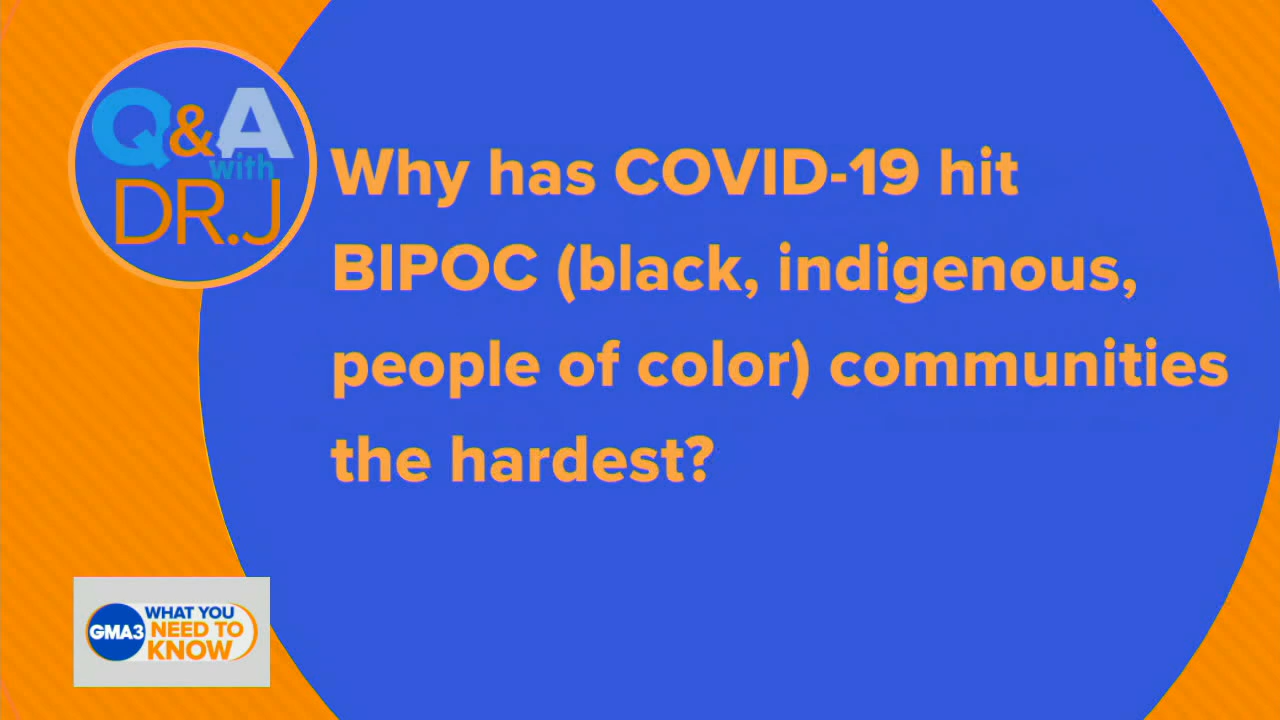 Q&A
with
DR.J
Why has COVID-19 hit
BIPOC (black, indigenous,
people of color) communities
the hardest?
GMA3
WHAT YOU
NEED TO
KNOW